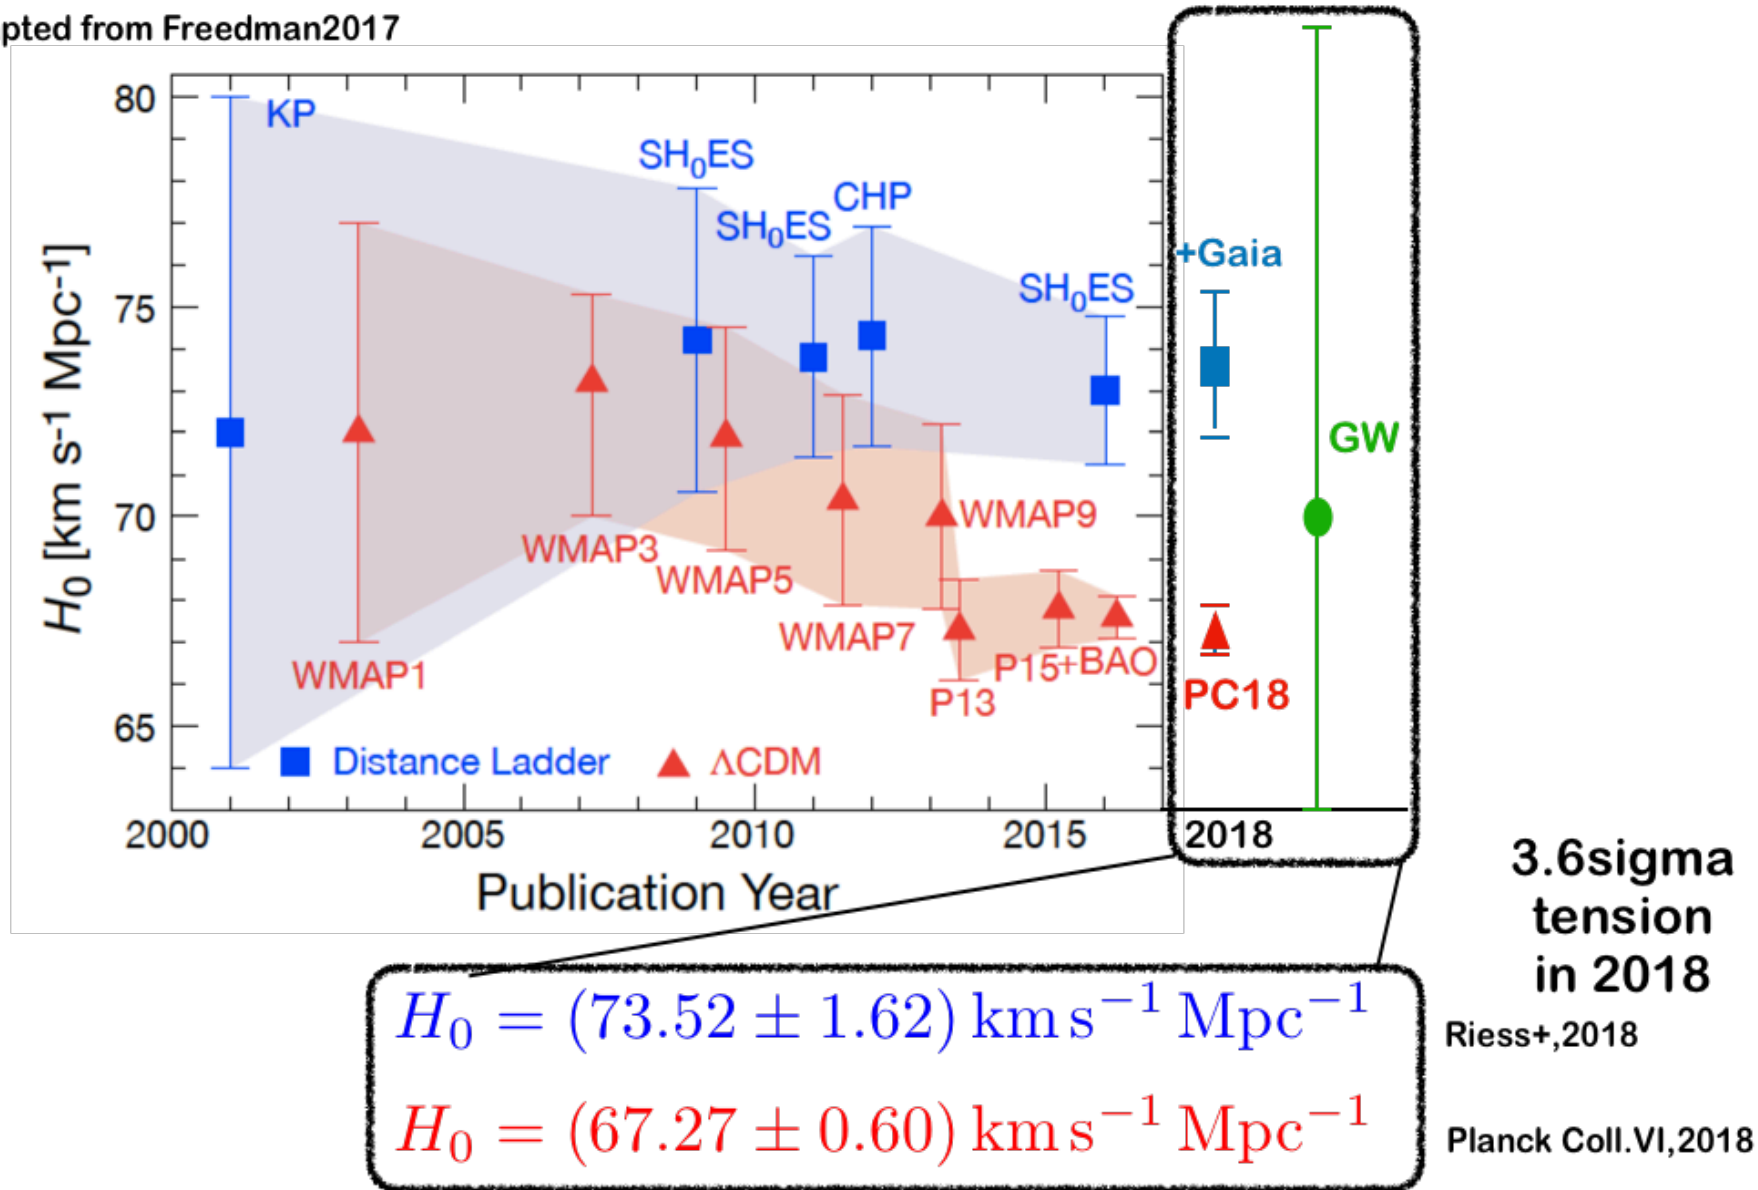 pted from Freedman2017
80
75
70
65
H₀ [km s⁻¹ Mpc⁻¹]
KP
SH₀ES
SH₀ES
CHP
SH₀ES
+Gaia
GW
WMAP1
WMAP3
WMAP5
WMAP7
WMAP9
P13
P15+BAO
PC18
Distance Ladder
ΛCDM
2000 2005 2010 2015 2018
Publication Year
3.6sigma
tension
in 2018
H₀ = (73.52 ± 1.62) km s⁻¹ Mpc⁻¹
Riess+,2018
H₀ = (67.27 ± 0.60) km s⁻¹ Mpc⁻¹
Planck Coll.VI,2018